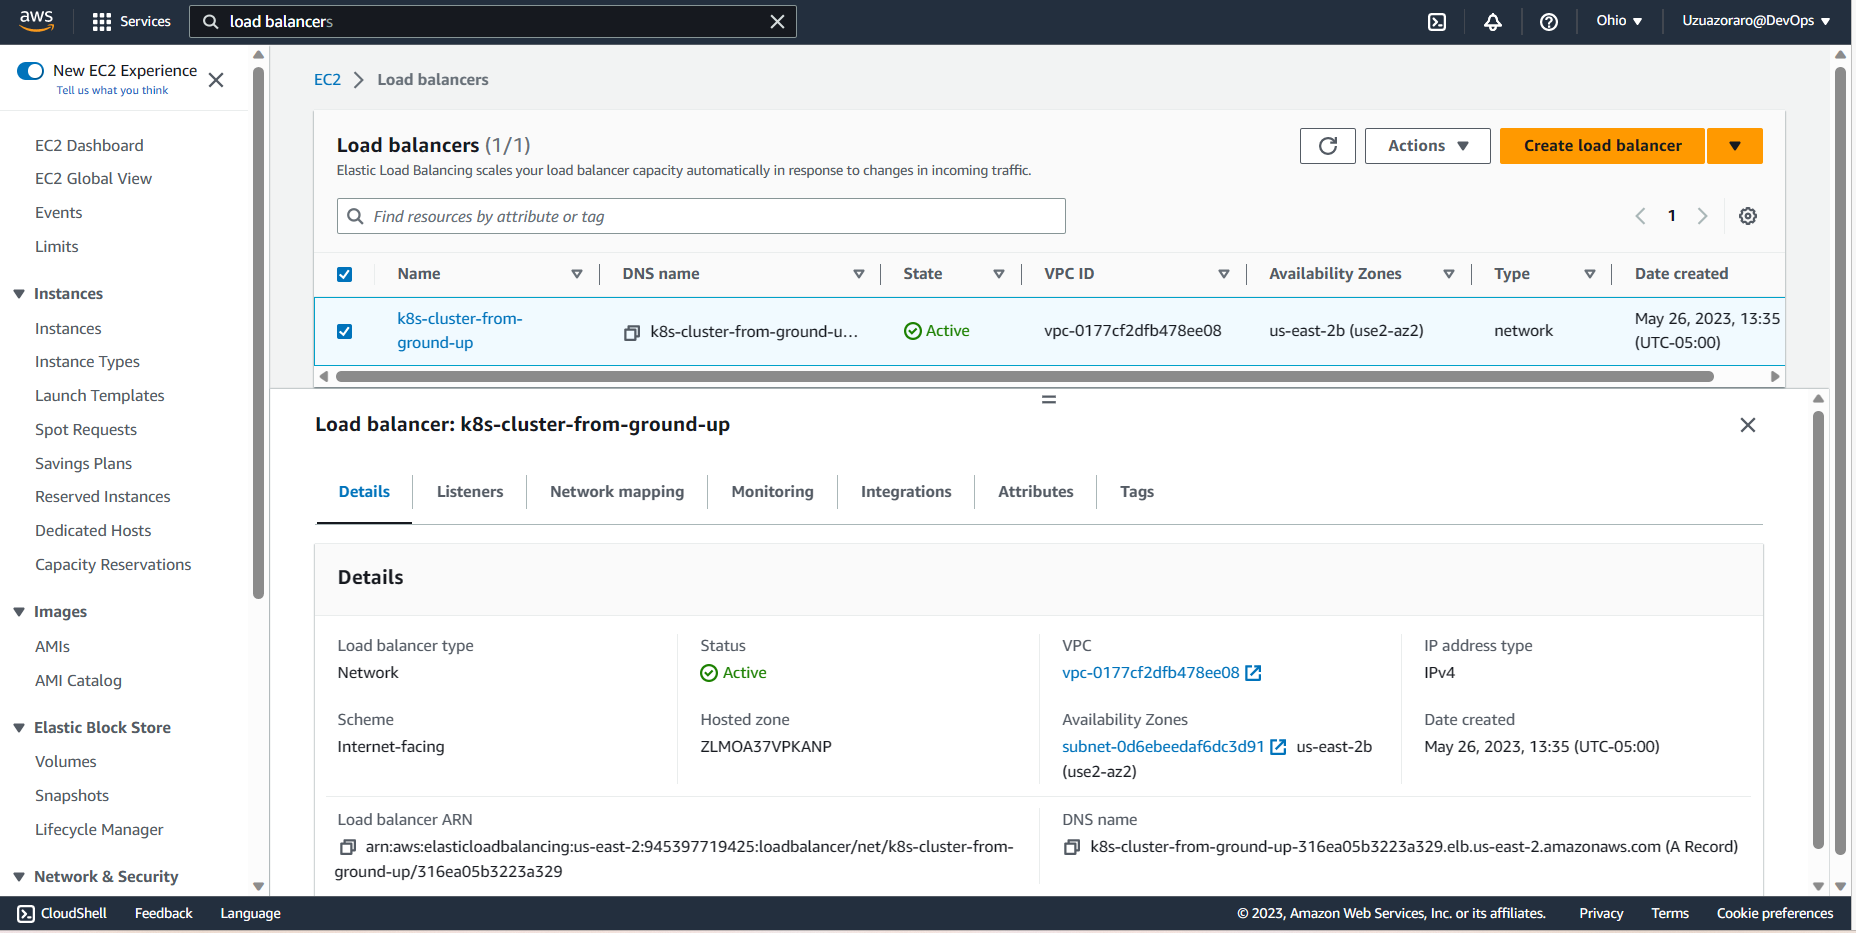 aws
Services
load balancers
Ohio
Uzuazoraro@DevOps
New EC2 Experience
Tell us what you think
EC2 Dashboard
EC2 Global View
Events
Limits
Instances
Instances
Instance Types
Launch Templates
Spot Requests
Savings Plans
Reserved Instances
Dedicated Hosts
Capacity Reservations
Images
AMIs
AMI Catalog
Elastic Block Store
Volumes
Snapshots
Lifecycle Manager
Network & Security
EC2 Load balancers
Load balancers (1/1)
Elastic Load Balancing scales your load balancer capacity automatically in response to changes in incoming traffic.
Actions
Create load balancer
Find resources by attribute or tag
1
Name DNS name State VPC ID Availability Zones Type Date created
k8s-cluster-from-
ground-up
k8s-cluster-from-ground-u...
Active
vpc-0177cf2dfb478ee08
us-east-2b (use2-az2)
network
May 26, 2023, 13:35
(UTC-05:00)
Load balancer: k8s-cluster-from-ground-up
Details Listeners Network mapping Monitoring Integrations Attributes Tags
Details
Load balancer type
Network
Status
Active
VPC
vpc-0177cf2dfb478ee08
IP address type
IPv4
Scheme
Internet-facing
Hosted zone
ZLMOA37VPKANP
Availability Zones
subnet-0d6ebeedaf6dc3d91 us-east-2b
(use2-az2)
Date created
May 26, 2023, 13:35 (UTC-05:00)
Load balancer ARN
arn:aws:elasticloadbalancing:us-east-2:945397719425:loadbalancer/net/k8s-cluster-from-
ground-up/316ea05b3223a329
DNS name
k8s-cluster-from-ground-up-316ea05b3223a329.elb.us-east-2.amazonaws.com (A Record)
CloudShell Feedback Language
© 2023, Amazon Web Services, Inc. or its affiliates. Privacy Terms Cookie preferences